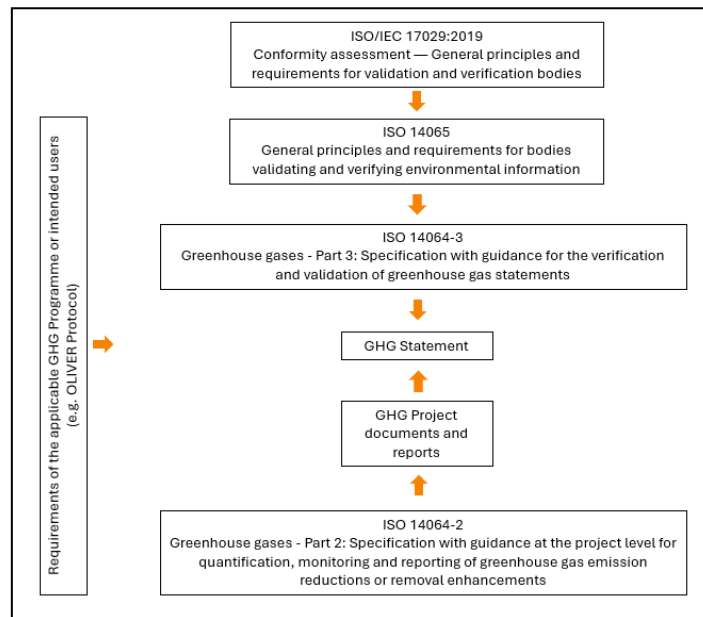 ISO/IEC 17029:2019
Conformity assessment — General principles and
requirements for validation and verification bodies
ISO 14065
General principles and requirements for bodies
validating and verifying environmental information
ISO 14064-3
Greenhouse gases - Part 3: Specification with guidance for the verification
and validation of greenhouse gas statements
Requirements of the applicable GHG Programme or intended users
(e.g. OLIVER Protocol)
GHG Statement
GHG Project
documents and
reports
ISO 14064-2
Greenhouse gases - Part 2: Specification with guidance at the project level for
quantification, monitoring and reporting of greenhouse gas emission
reductions or removal enhancements